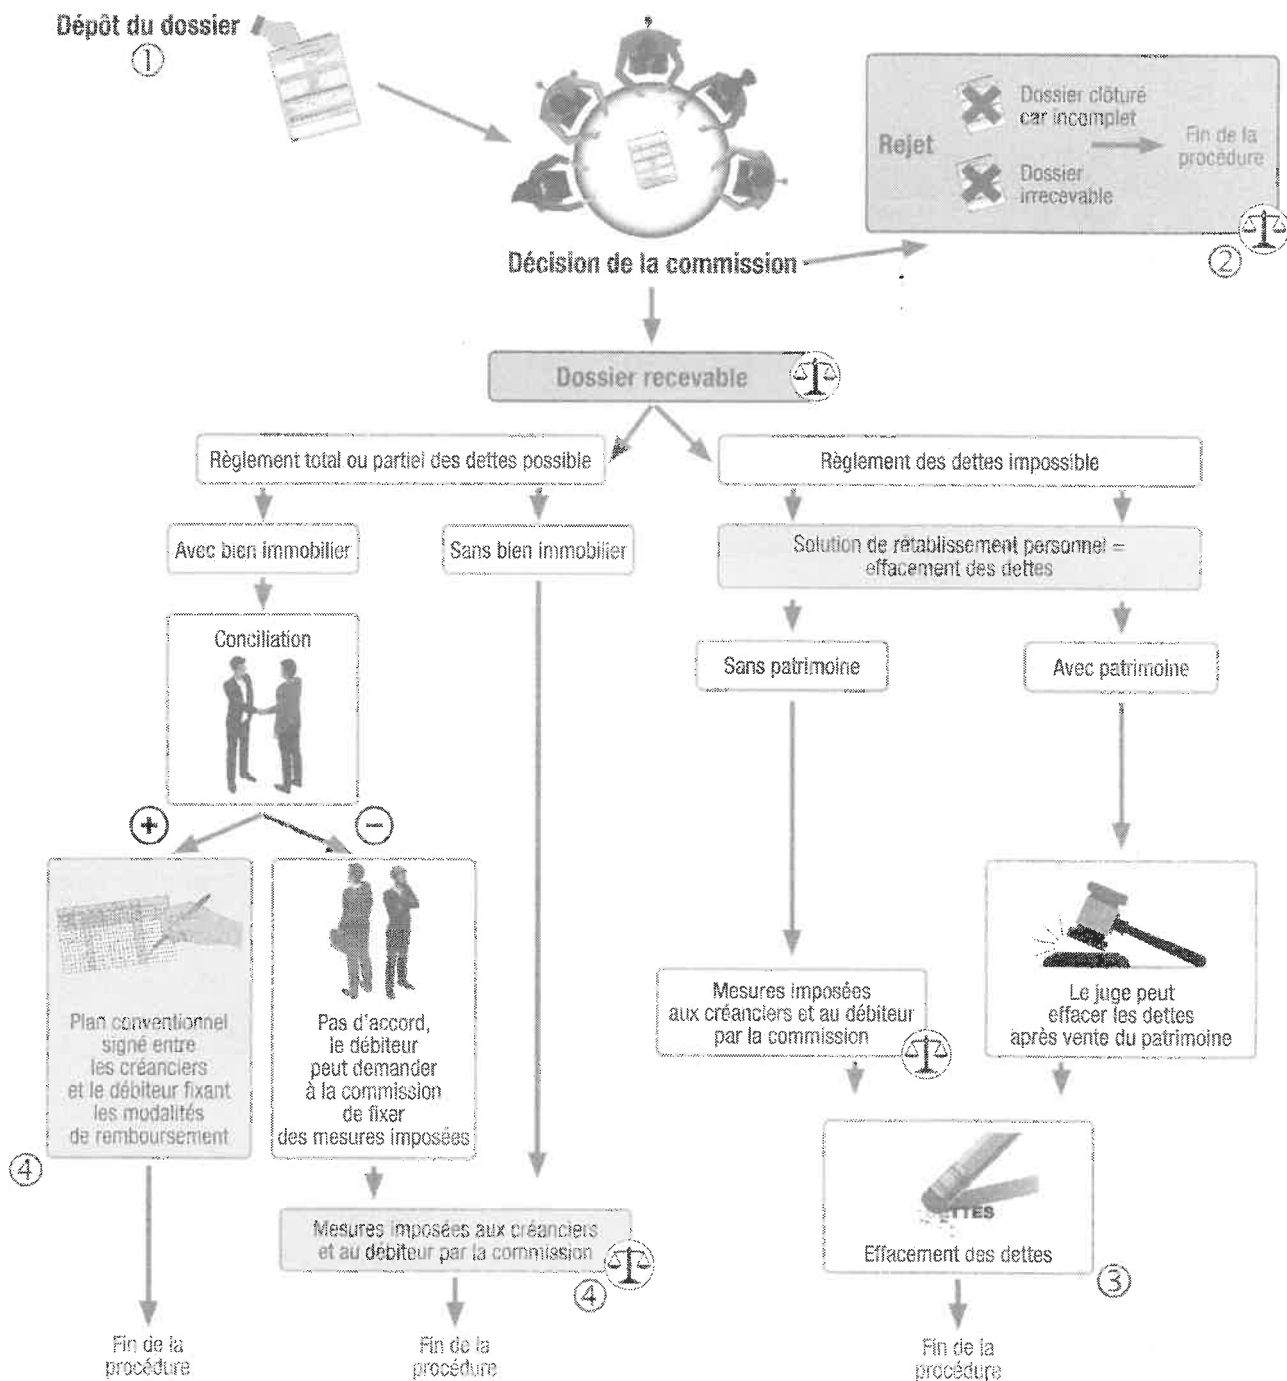 Dépôt du dossier
①
Dossier clôturé
car incomplet
Rejet
Fin de la
procédure
Dossier
irrecevable
②
Décision de la commission
Dossier recevable
Règlement total ou partiel des dettes possible
Règlement des dettes impossible
Avec bien immobilier
Sans bien immobilier
Solution de rétablissement personnel =
effacement des dettes
Conciliation
Sans patrimoine
Avec patrimoine
+
−
Plan conventionnel
signé entre
les créanciers
et le débiteur fixant
les modalités
de remboursement
④
Pas d'accord,
le débiteur
peut demander
à la commission
de fixer
des mesures imposées
Mesures imposées
aux créanciers et au débiteur
par la commission
Le juge peut
effacer les dettes
après vente du patrimoine
Mesures imposées aux créanciers
et au débiteur par la commission
④
ETTES
Effacement des dettes
③
Fin de la
procédure
Fin de la
procédure
Fin de la
procédure